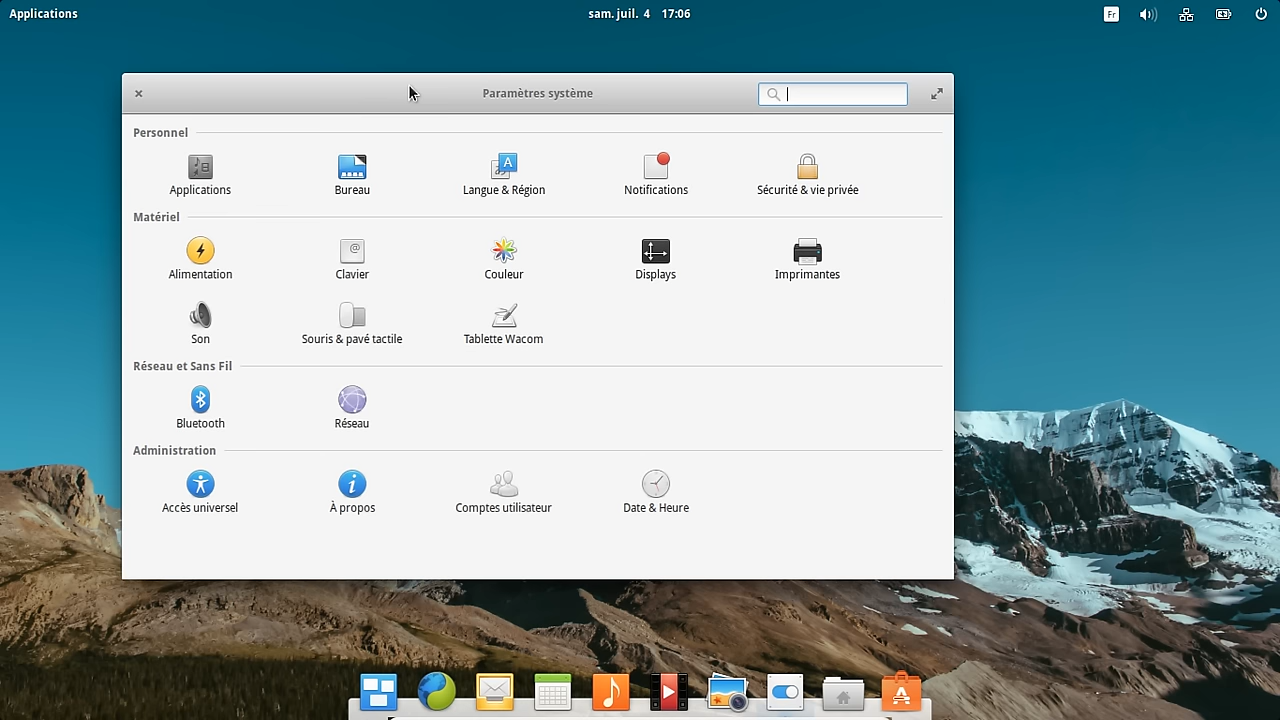 Applications
sam. juil. 4 17:06
Fr
Paramètres système
Personnel
Applications
Bureau
Langue & Région
Notifications
Sécurité & vie privée
Matériel
Alimentation
Clavier
Couleur
Displays
Imprimantes
Son
Souris & pavé tactile
Tablette Wacom
Réseau et Sans Fil
Bluetooth
Réseau
Administration
Accès universel
À propos
Comptes utilisateur
Date & Heure